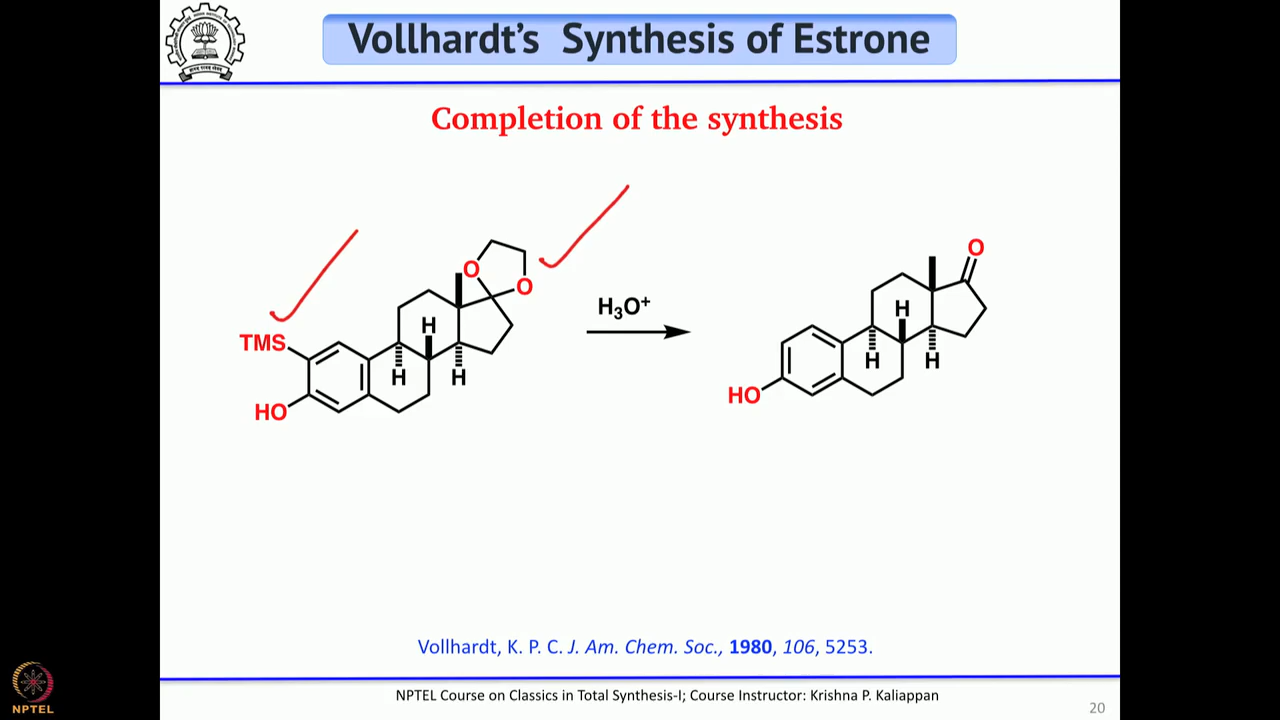 Vollhardt's Synthesis of Estrone
Completion of the synthesis
TMS
HO
H
H
H
O
O
H₃O⁺
HO
H
H
H
O
Vollhardt, K. P. C. J. Am. Chem. Soc., 1980, 106, 5253.
NPTEL Course on Classics in Total Synthesis-I; Course Instructor: Krishna P. Kaliappan
20
NPTEL